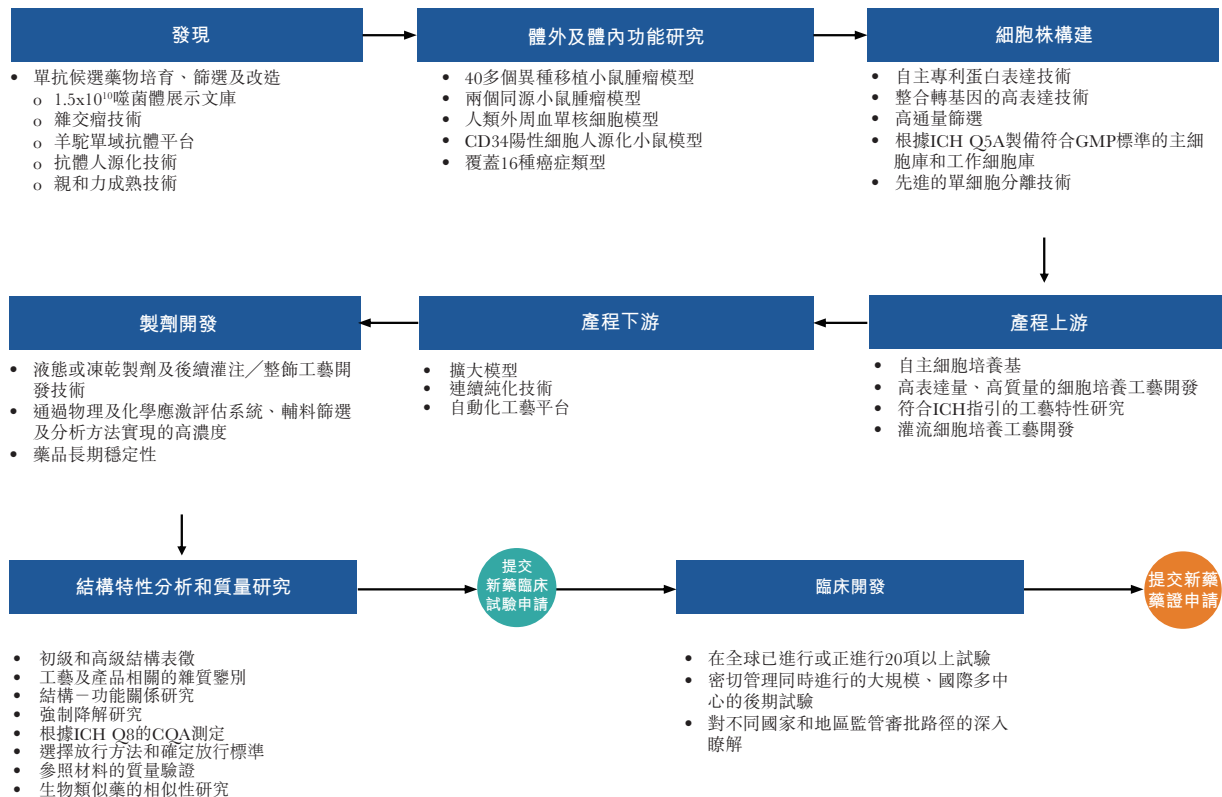 發現
• 單抗候選藥物培育、篩選及改造
o 1.5x10¹⁰噬菌體展示文庫
o 雜交瘤技術
o 羊駝單域抗體平台
o 抗體人源化技術
o 親和力成熟技術
體外及體內功能研究
• 40多個異種移植小鼠腫瘤模型
• 兩個同源小鼠腫瘤模型
• 人類外周血單核細胞模型
• CD34陽性細胞人源化小鼠模型
• 覆蓋16種癌症類型
細胞株構建
• 自主專利蛋白表達技術
• 整合轉基因的高表達技術
• 高通量篩選
• 根據ICH Q5A製備符合GMP標準的主細
胞庫和工作細胞庫
• 先進的單細胞分離技術
產程上游
• 自主細胞培養基
• 高表達量、高質量的細胞培養工藝開發
• 符合ICH指引的工藝特性研究
• 灌流細胞培養工藝開發
產程下游
• 擴大模型
• 連續純化技術
• 自動化工藝平台
製劑開發
• 液態或凍乾製劑及後續灌注／整飾工藝開
發技術
• 通過物理及化學應激評估系統、輔料篩選
及分析方法實現的高濃度
• 藥品長期穩定性
結構特性分析和質量研究
• 初級和高級結構表徵
• 工藝及產品相關的雜質鑒別
• 結構－功能關係研究
• 強制降解研究
• 根據ICH Q8的CQA測定
• 選擇放行方法和確定放行標準
• 參照材料的質量驗證
• 生物類似藥的相似性研究
提交
新藥臨床
試驗申請
臨床開發
• 在全球已進行或正進行20項以上試驗
• 密切管理同時進行的大規模、國際多中
心的後期試驗
• 對不同國家和地區監管審批路徑的深入
瞭解
提交新藥
藥證申請